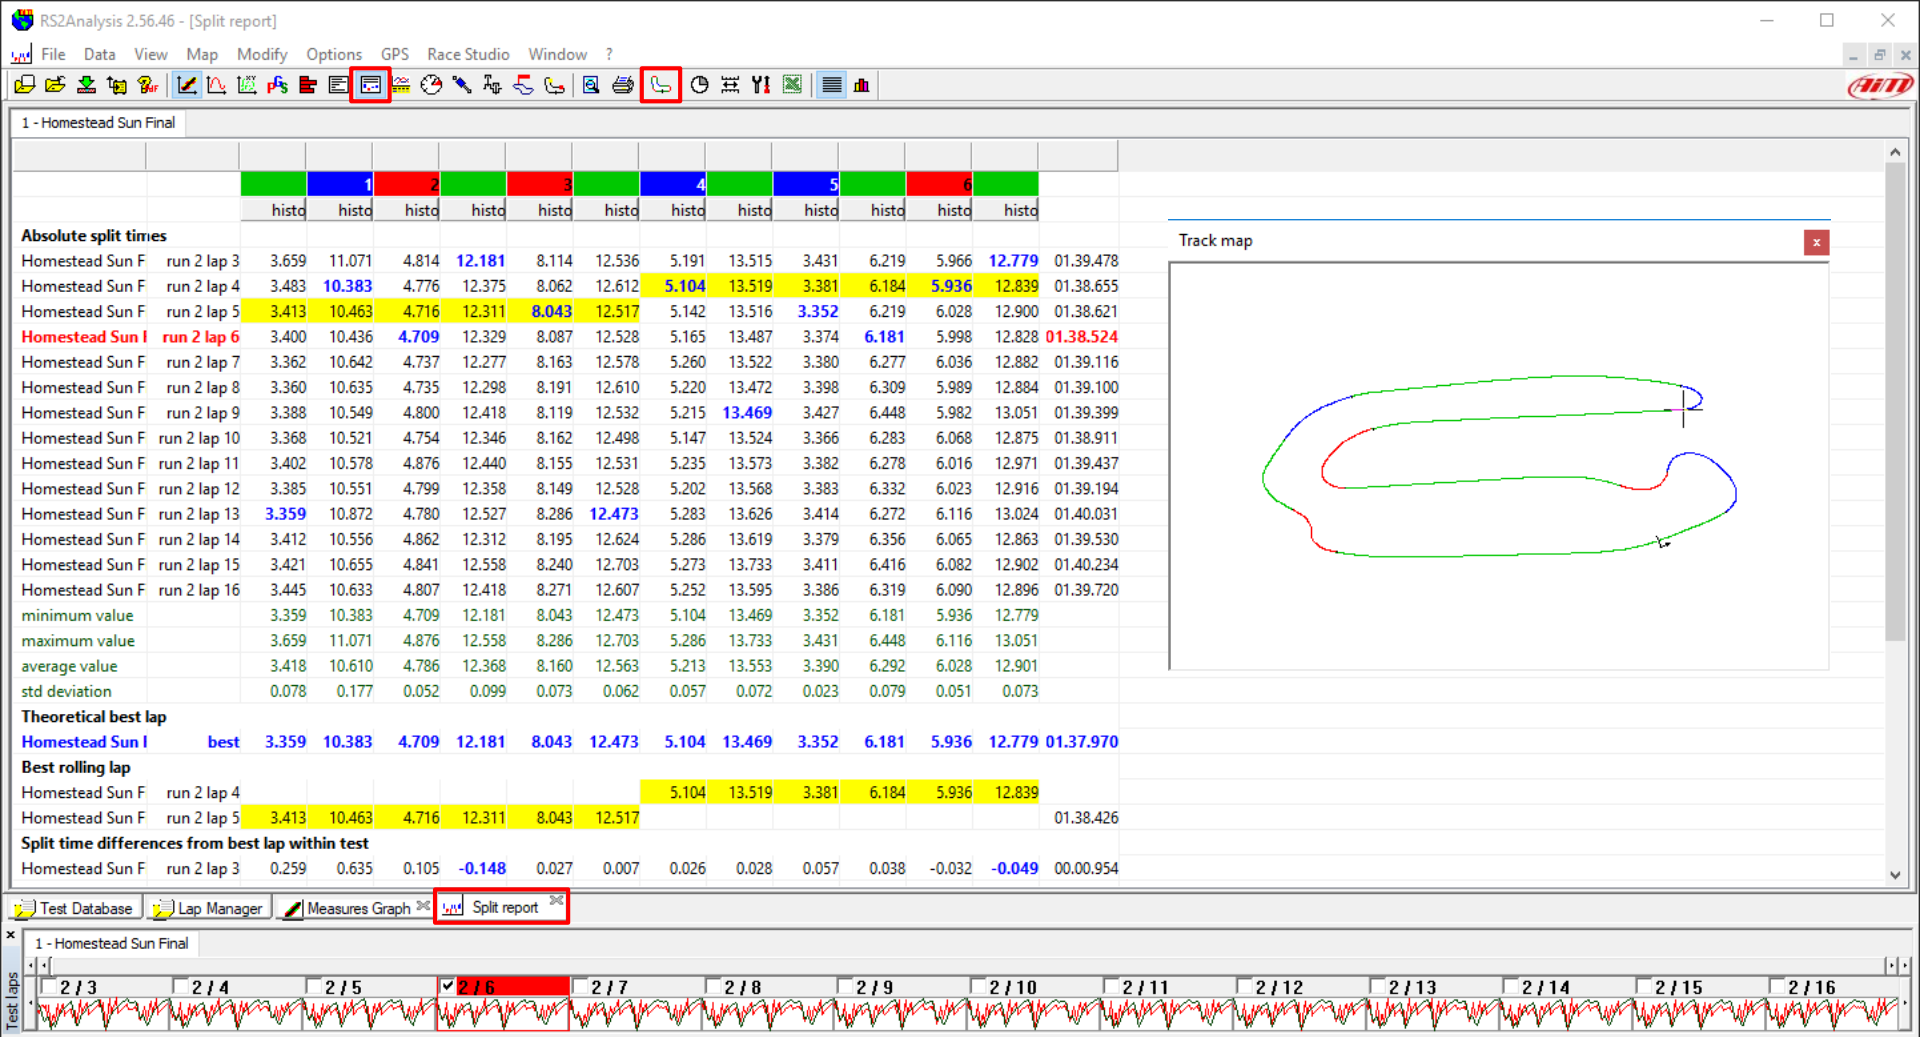 RS2Analysis 2.56.46 - [Split report]
File Data View Map Modify Options GPS Race Studio Window ?
AiM
1 - Homestead Sun Final
1 2 3 4 5 6
histo histo histo histo histo histo histo histo histo histo histo histo
Absolute split times
Homestead Sun F run 2 lap 3 3.659 11.071 4.814 12.181 8.114 12.536 5.191 13.515 3.431 6.219 5.966 12.779 01.39.478
Homestead Sun F run 2 lap 4 3.483 10.383 4.776 12.375 8.062 12.612 5.104 13.519 3.381 6.184 5.936 12.839 01.38.655
Homestead Sun F run 2 lap 5 3.413 10.463 4.716 12.311 8.043 12.517 5.142 13.516 3.352 6.219 6.028 12.900 01.38.621
Homestead Sun F run 2 lap 6 3.400 10.436 4.709 12.329 8.087 12.528 5.165 13.487 3.374 6.181 5.998 12.828 01.38.524
Homestead Sun F run 2 lap 7 3.362 10.642 4.737 12.277 8.163 12.578 5.260 13.522 3.380 6.277 6.036 12.882 01.39.116
Homestead Sun F run 2 lap 8 3.360 10.635 4.735 12.298 8.191 12.610 5.220 13.472 3.398 6.309 5.989 12.884 01.39.100
Homestead Sun F run 2 lap 9 3.388 10.549 4.800 12.418 8.119 12.532 5.215 13.469 3.427 6.448 5.982 13.051 01.39.399
Homestead Sun F run 2 lap 10 3.368 10.521 4.754 12.346 8.162 12.498 5.147 13.524 3.366 6.283 6.068 12.875 01.38.911
Homestead Sun F run 2 lap 11 3.402 10.578 4.876 12.440 8.155 12.531 5.235 13.573 3.382 6.278 6.016 12.971 01.39.437
Homestead Sun F run 2 lap 12 3.385 10.551 4.799 12.358 8.149 12.528 5.202 13.568 3.383 6.332 6.023 12.916 01.39.194
Homestead Sun F run 2 lap 13 3.359 10.872 4.780 12.527 8.286 12.473 5.283 13.626 3.414 6.272 6.116 13.024 01.40.031
Homestead Sun F run 2 lap 14 3.412 10.556 4.862 12.312 8.195 12.624 5.286 13.619 3.379 6.356 6.065 12.863 01.39.530
Homestead Sun F run 2 lap 15 3.421 10.655 4.841 12.558 8.240 12.703 5.273 13.733 3.411 6.416 6.082 12.902 01.40.234
Homestead Sun F run 2 lap 16 3.445 10.633 4.807 12.418 8.271 12.607 5.252 13.595 3.386 6.319 6.090 12.896 01.39.720
minimum value 3.359 10.383 4.709 12.181 8.043 12.473 5.104 13.469 3.352 6.181 5.936 12.779
maximum value 3.659 11.071 4.876 12.558 8.286 12.703 5.286 13.733 3.431 6.448 6.116 13.051
average value 3.418 10.610 4.786 12.368 8.160 12.563 5.213 13.553 3.390 6.292 6.028 12.901
std deviation 0.078 0.177 0.052 0.099 0.073 0.062 0.057 0.072 0.023 0.079 0.051 0.073
Theoretical best lap
Homestead Sun F best 3.359 10.383 4.709 12.181 8.043 12.473 5.104 13.469 3.352 6.181 5.936 12.779 01.37.970
Best rolling lap
Homestead Sun F run 2 lap 4 5.104 13.519 3.381 6.184 5.936 12.839
Homestead Sun F run 2 lap 5 3.413 10.463 4.716 12.311 8.043 12.517 01.38.426
Split time differences from best lap within test
Homestead Sun F run 2 lap 3 0.259 0.635 0.105 -0.148 0.027 0.007 0.026 0.028 0.057 0.038 -0.032 -0.049 00.00.954
Track map
Test Database Lap Manager Measures Graph Split report
1 - Homestead Sun Final
Test laps
2 / 3 2 / 4 2 / 5 2 / 6 2 / 7 2 / 8 2 / 9 2 / 10 2 / 11 2 / 12 2 / 13 2 / 14 2 / 15 2 / 16